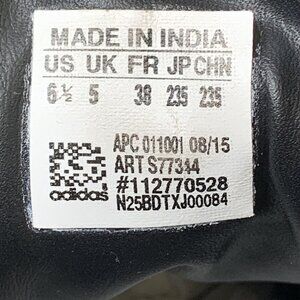 MADE IN INDIA
US UK FR JP CHN
6½ 5 38 235 235
APC 011001 08/15
ART S77344
#112770528
adidas N25BDTXJ00084